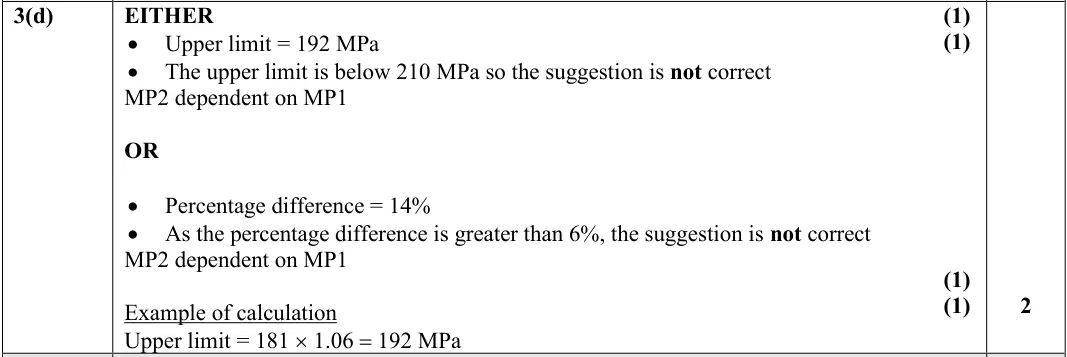 3(d) EITHER (1)
• Upper limit = 192 MPa (1)
• The upper limit is below 210 MPa so the suggestion is not correct
MP2 dependent on MP1
OR
• Percentage difference = 14%
• As the percentage difference is greater than 6%, the suggestion is not correct
MP2 dependent on MP1
(1)
Example of calculation (1) 2
Upper limit = 181 × 1.06 = 192 MPa